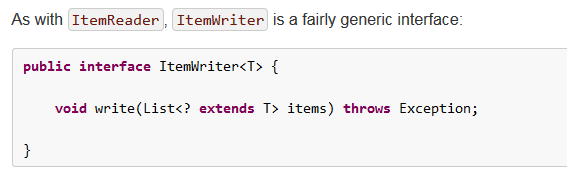 As with ItemReader, ItemWriter is a fairly generic interface:
public interface ItemWriter<T> {
    void write(List<? extends T> items) throws Exception;
}